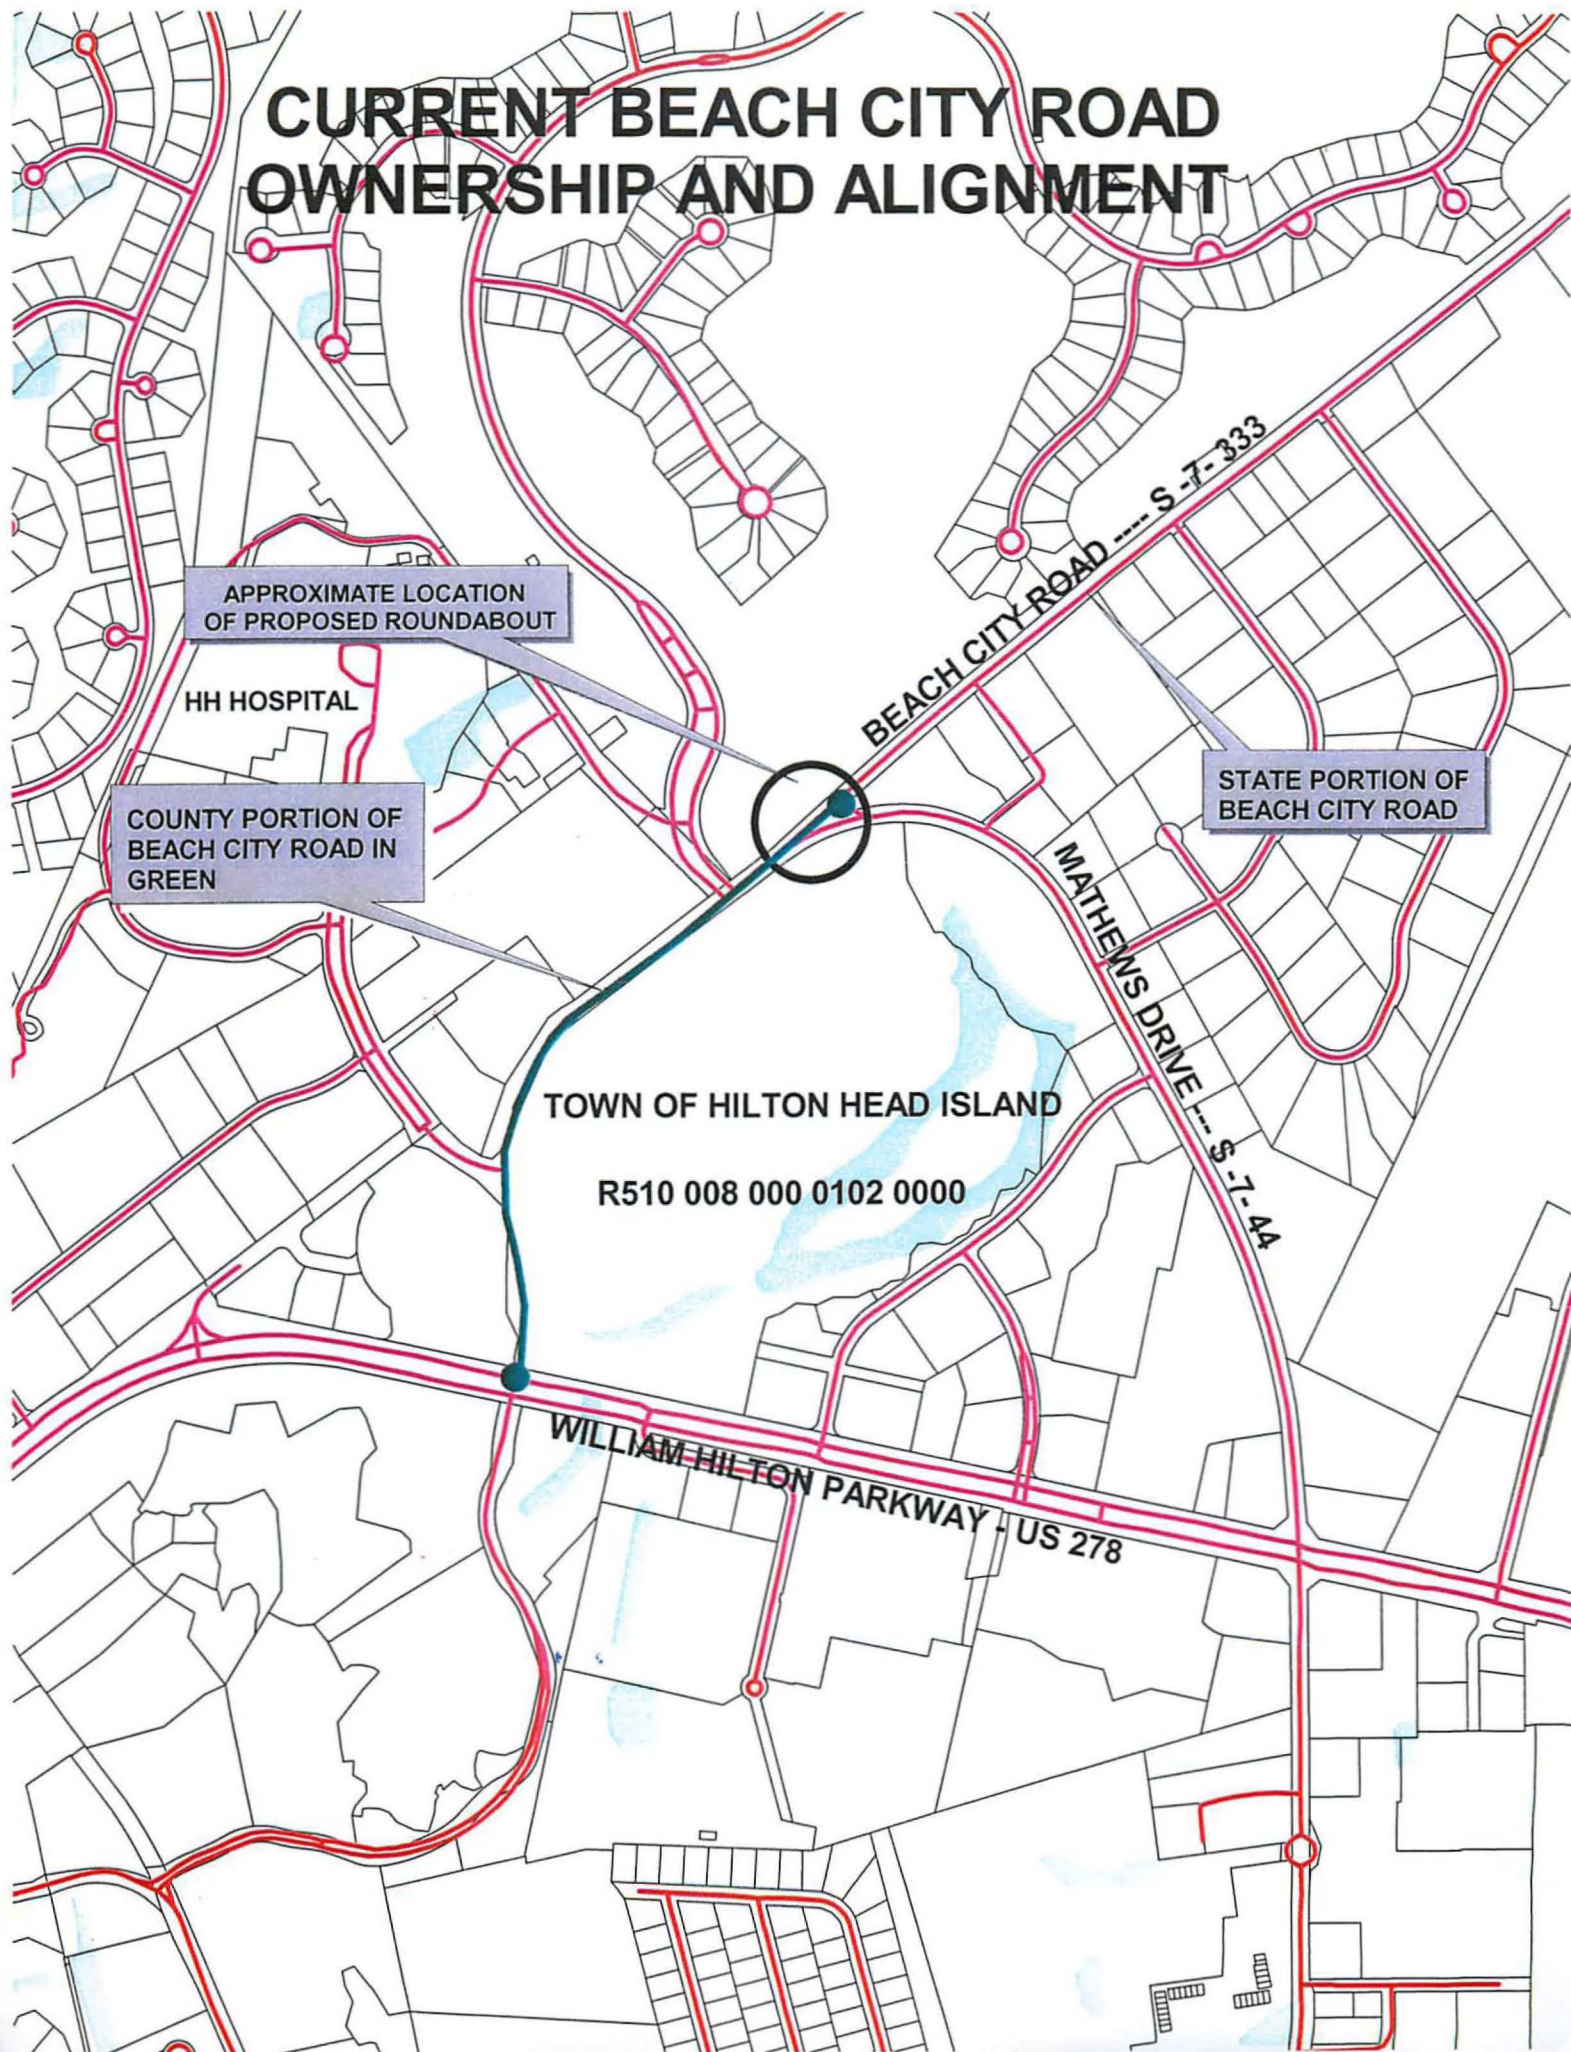 CURRENT BEACH CITY ROAD
OWNERSHIP AND ALIGNMENT
BEACH CITY ROAD ---- S -7- 333
APPROXIMATE LOCATION
OF PROPOSED ROUNDABOUT
HH HOSPITAL
STATE PORTION OF
BEACH CITY ROAD
COUNTY PORTION OF
BEACH CITY ROAD IN
GREEN
MATHEWS DRIVE ---- S -7- 44
TOWN OF HILTON HEAD ISLAND
R510 008 000 0102 0000
WILLIAM HILTON PARKWAY - US 278